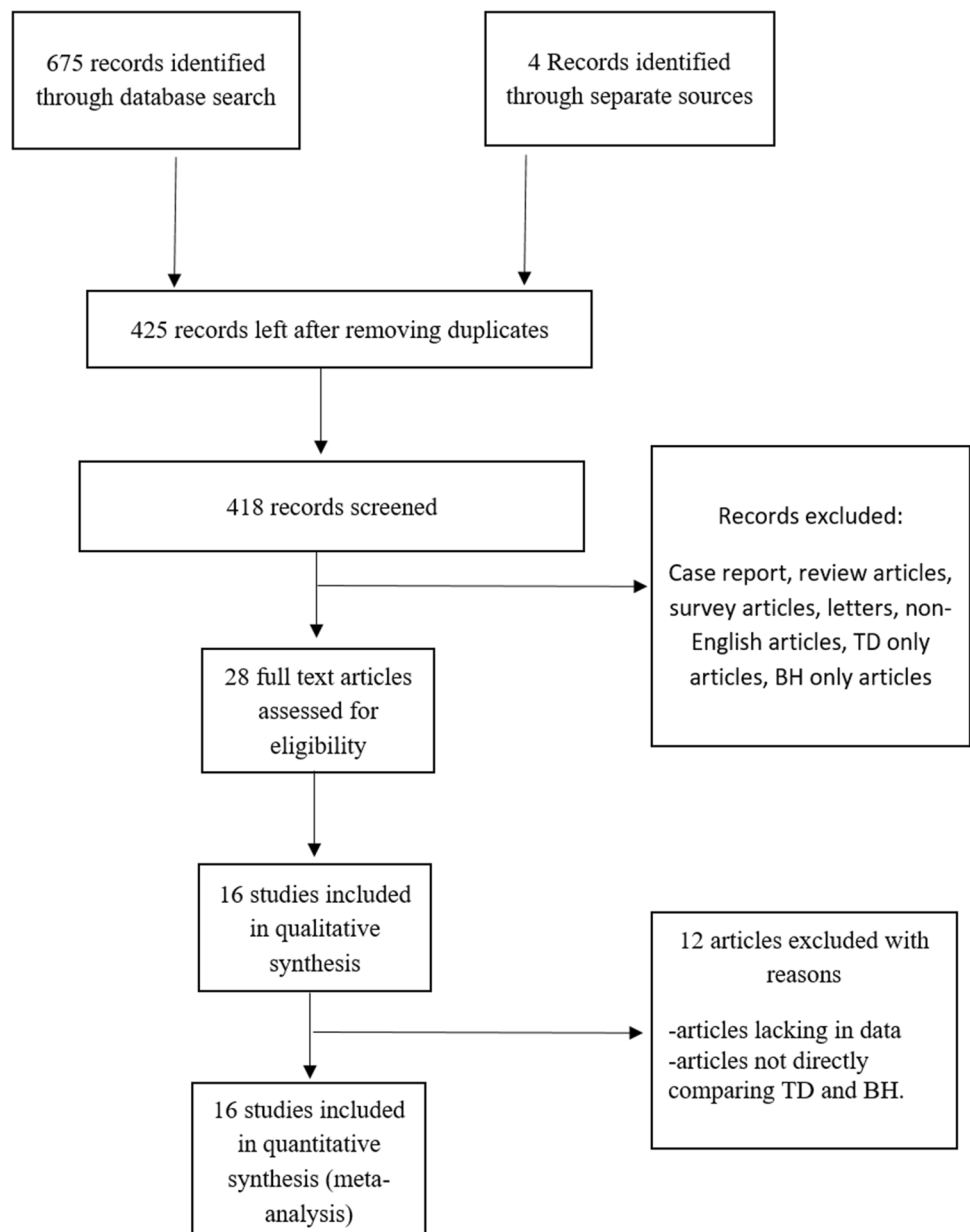 675 records identified
through database search
4 Records identified
through separate sources
425 records left after removing duplicates
418 records screened
Records excluded:
Case report, review articles,
survey articles, letters, non-
English articles, TD only
articles, BH only articles
28 full text articles
assessed for
eligibility
16 studies included
in qualitative
synthesis
12 articles excluded with
reasons
-articles lacking in data
-articles not directly
comparing TD and BH.
16 studies included
in quantitative
synthesis (meta-
analysis)